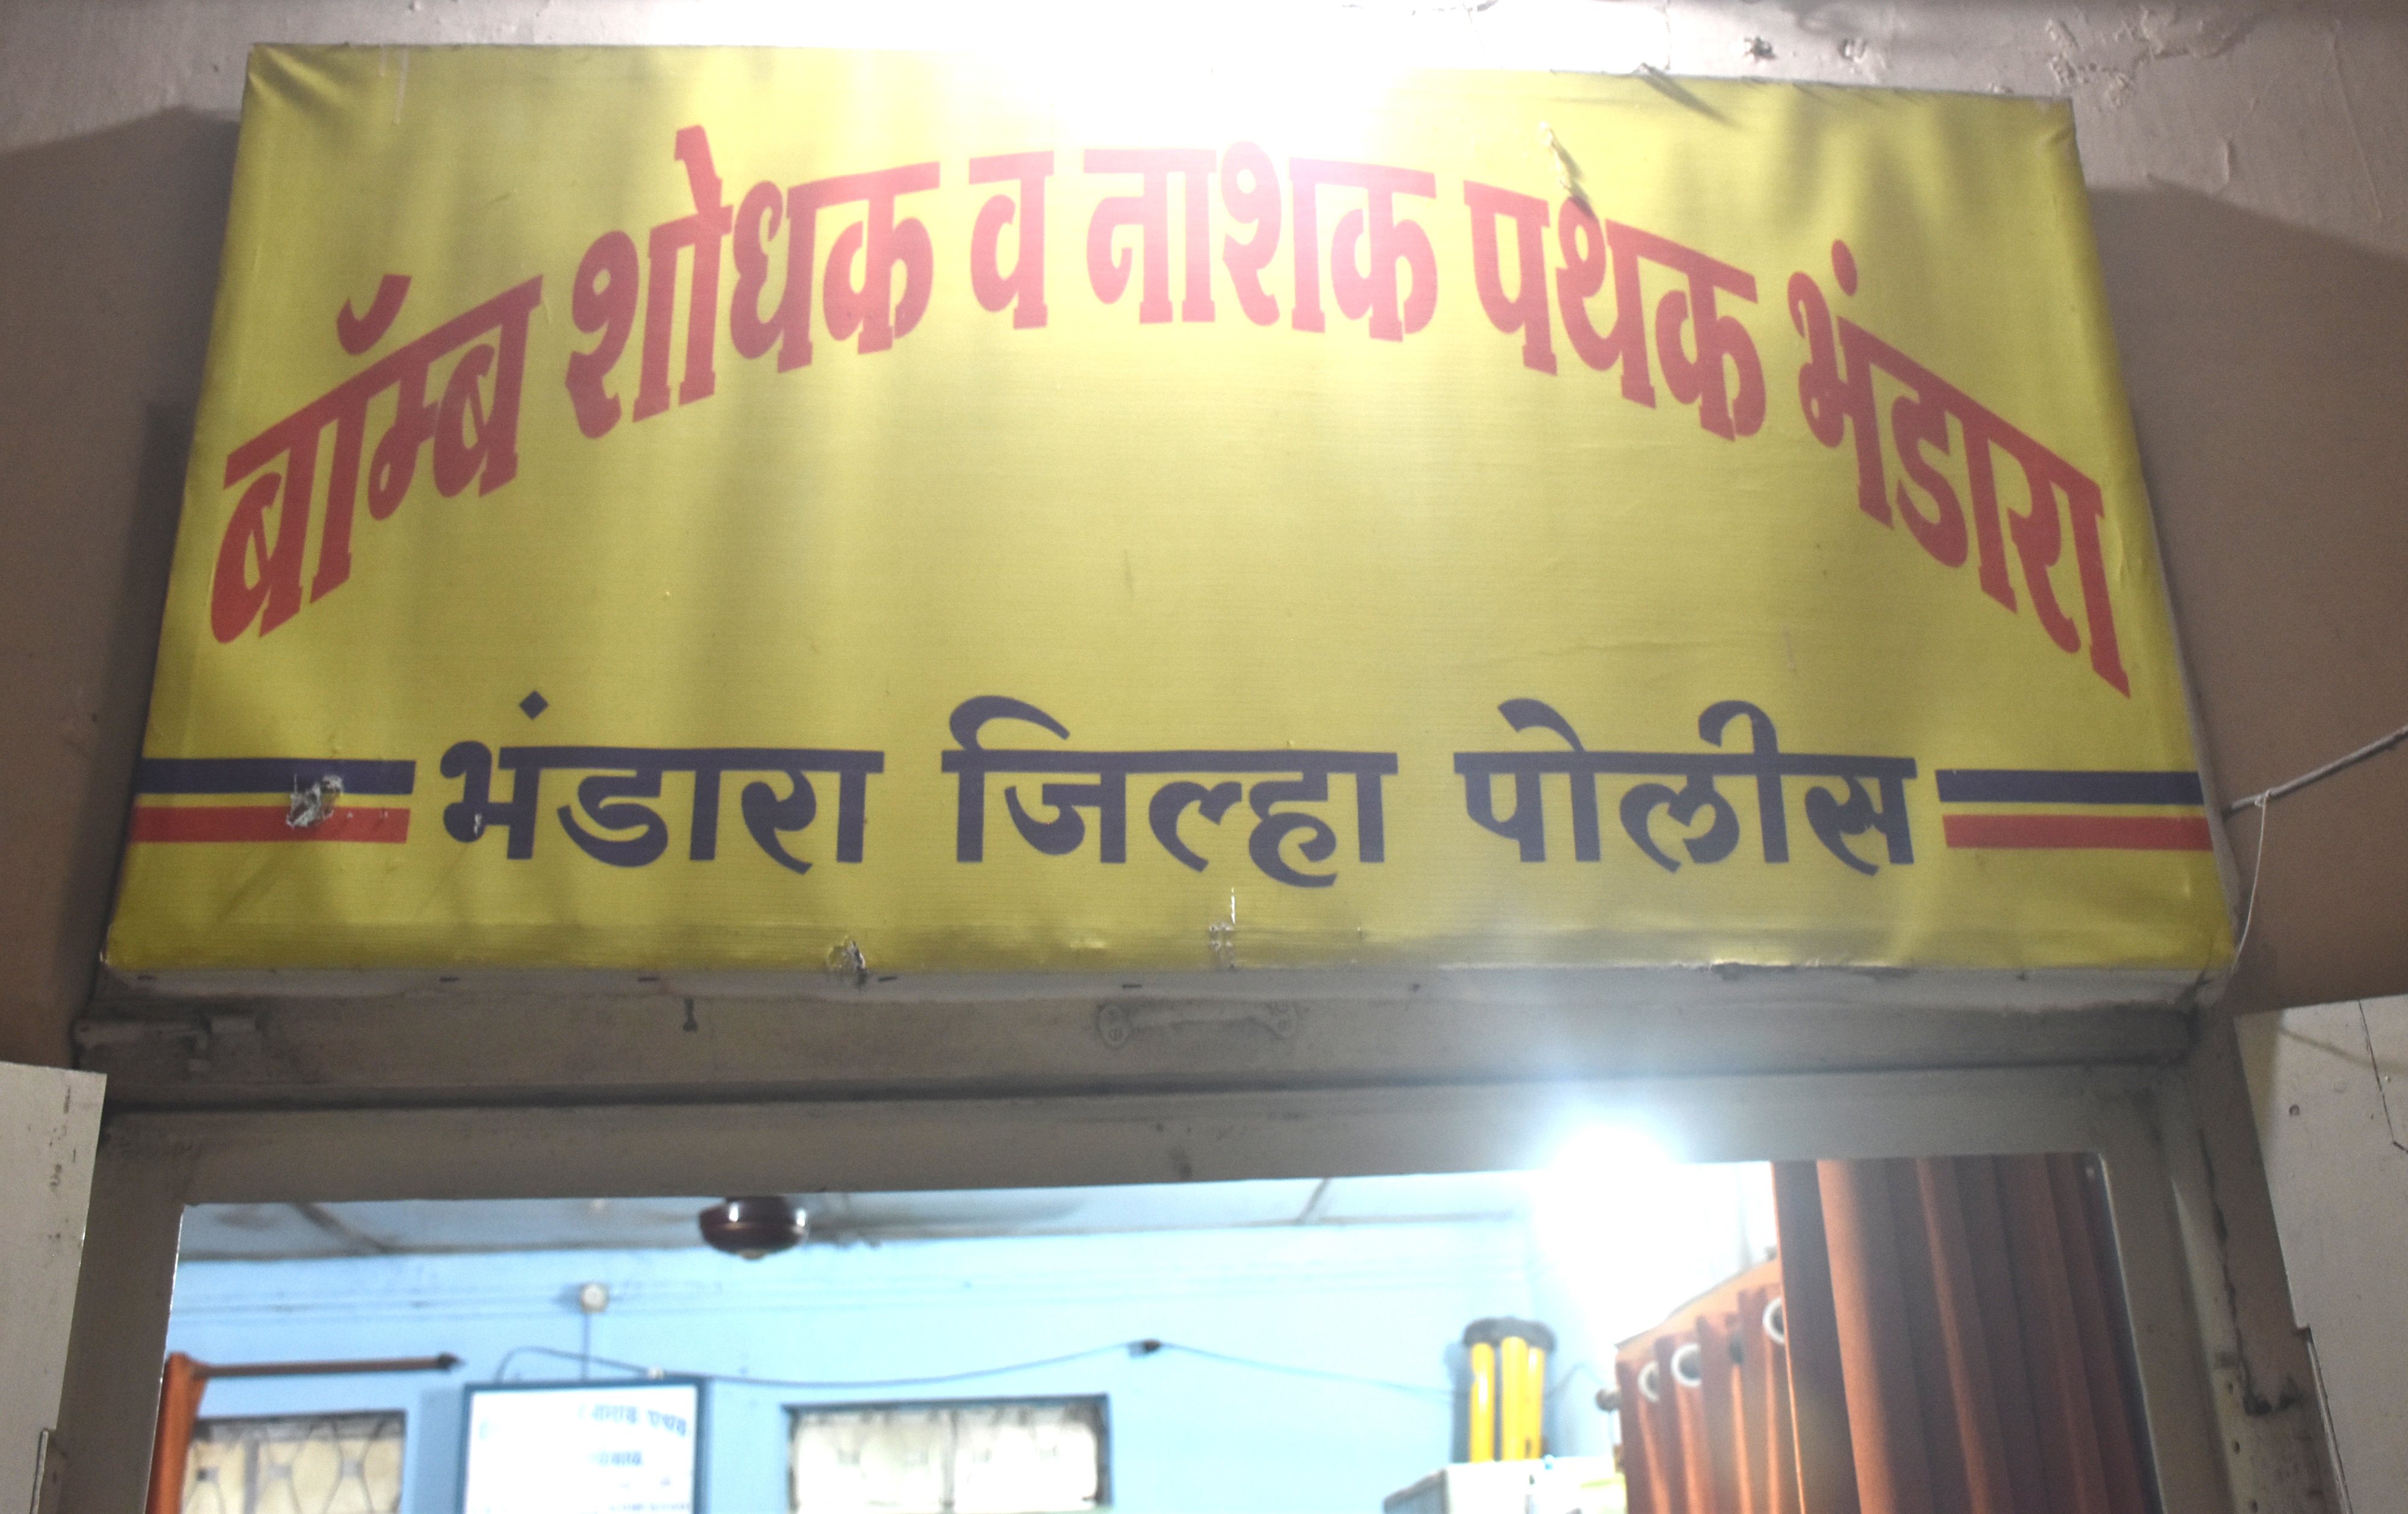 बॉम्ब शोधक व नाशक पथक भंडारा
भंडारा जिल्हा पोलीस